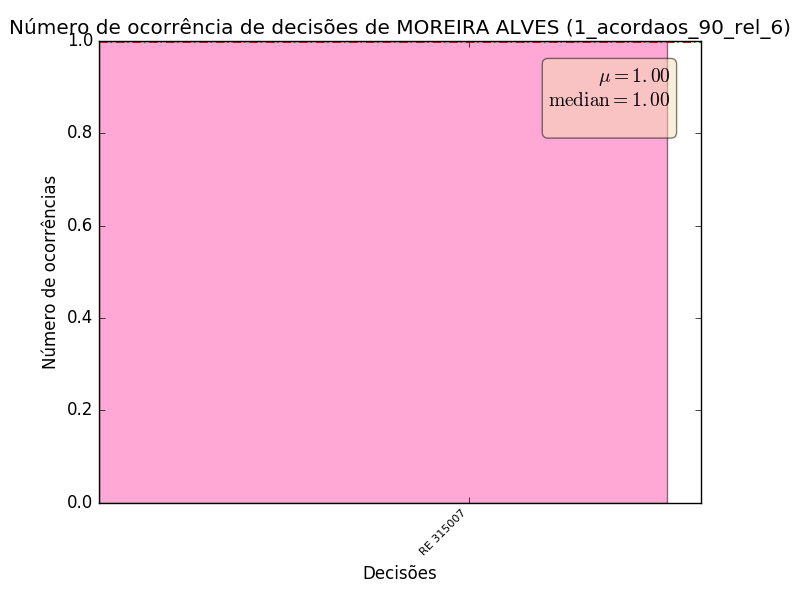 Número de ocorrência de decisões de MOREIRA ALVES (1_acordaos_90_rel_6)
1.0
μ = 1.00
median = 1.00
0.8
0.6
0.4
0.2
0.0
Número de ocorrências
RE 315007
Decisões